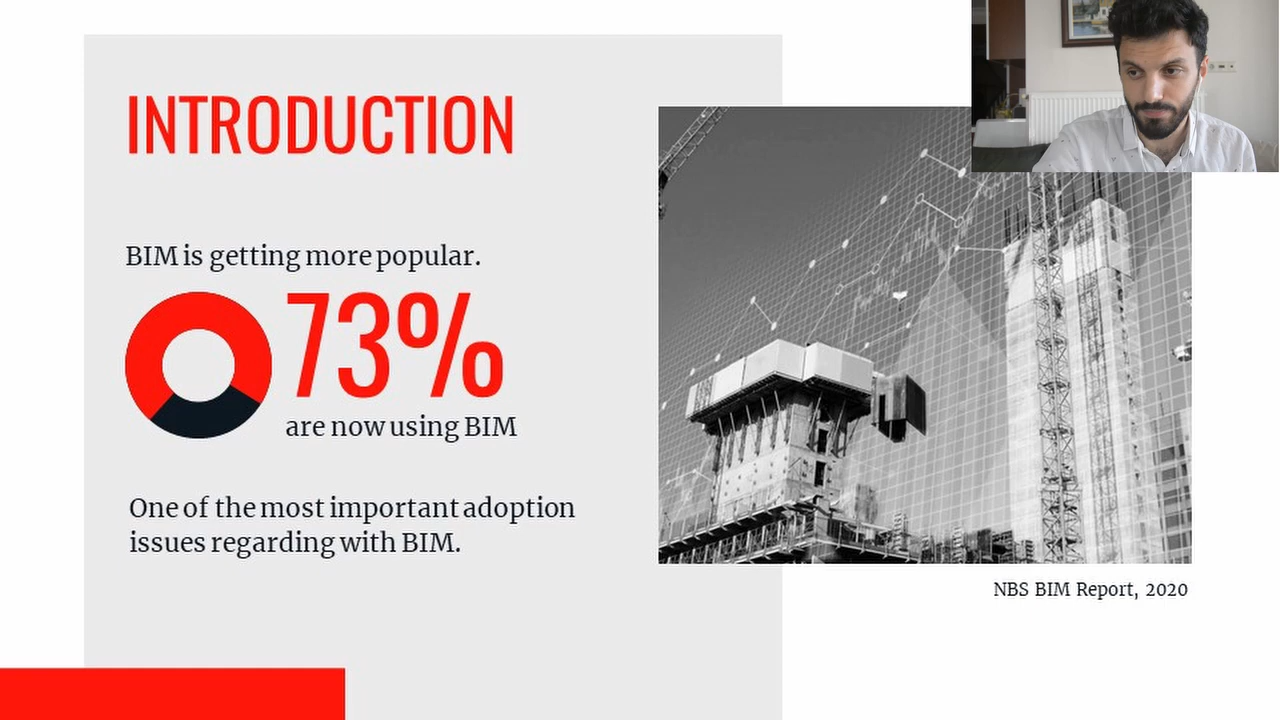 INTRODUCTION
BIM is getting more popular.
73%
are now using BIM
One of the most important adoption
issues regarding with BIM.
NBS BIM Report, 2020